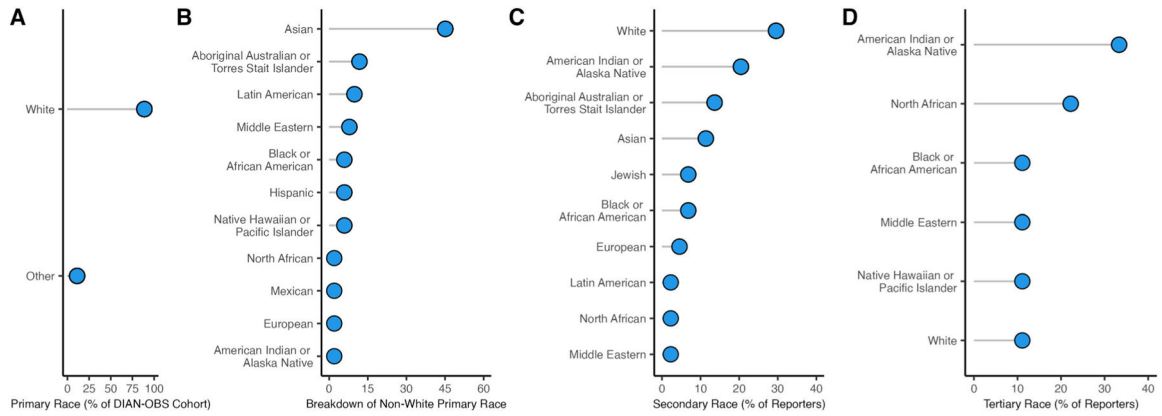 A
White
Other
0 25 50 75 100
Primary Race (% of DIAN-OBS Cohort)
B
Asian
Aboriginal Australian or
Torres Stait Islander
Latin American
Middle Eastern
Black or
African American
Hispanic
Native Hawaiian or
Pacific Islander
North African
Mexican
European
American Indian or
Alaska Native
0 15 30 45 60
Breakdown of Non-White Primary Race
C
White
American Indian or
Alaska Native
Aboriginal Australian or
Torres Stait Islander
Asian
Jewish
Black or
African American
European
Latin American
North African
Middle Eastern
0 10 20 30 40
Secondary Race (% of Reporters)
D
American Indian or
Alaska Native
North African
Black or
African American
Middle Eastern
Native Hawaiian or
Pacific Islander
White
0 10 20 30 40
Tertiary Race (% of Reporters)